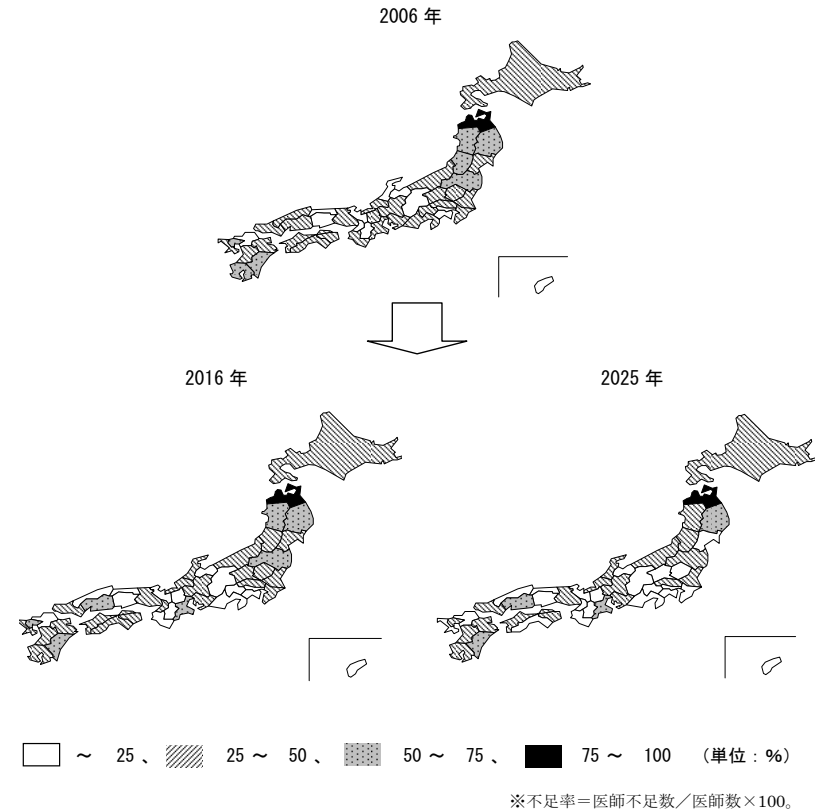 2006 年
2016 年
2025 年
～ 25 、 25 ～ 50 、 50 ～ 75 、 75 ～ 100 （単位：%）
※不足率＝医師不足数／医師数×100。